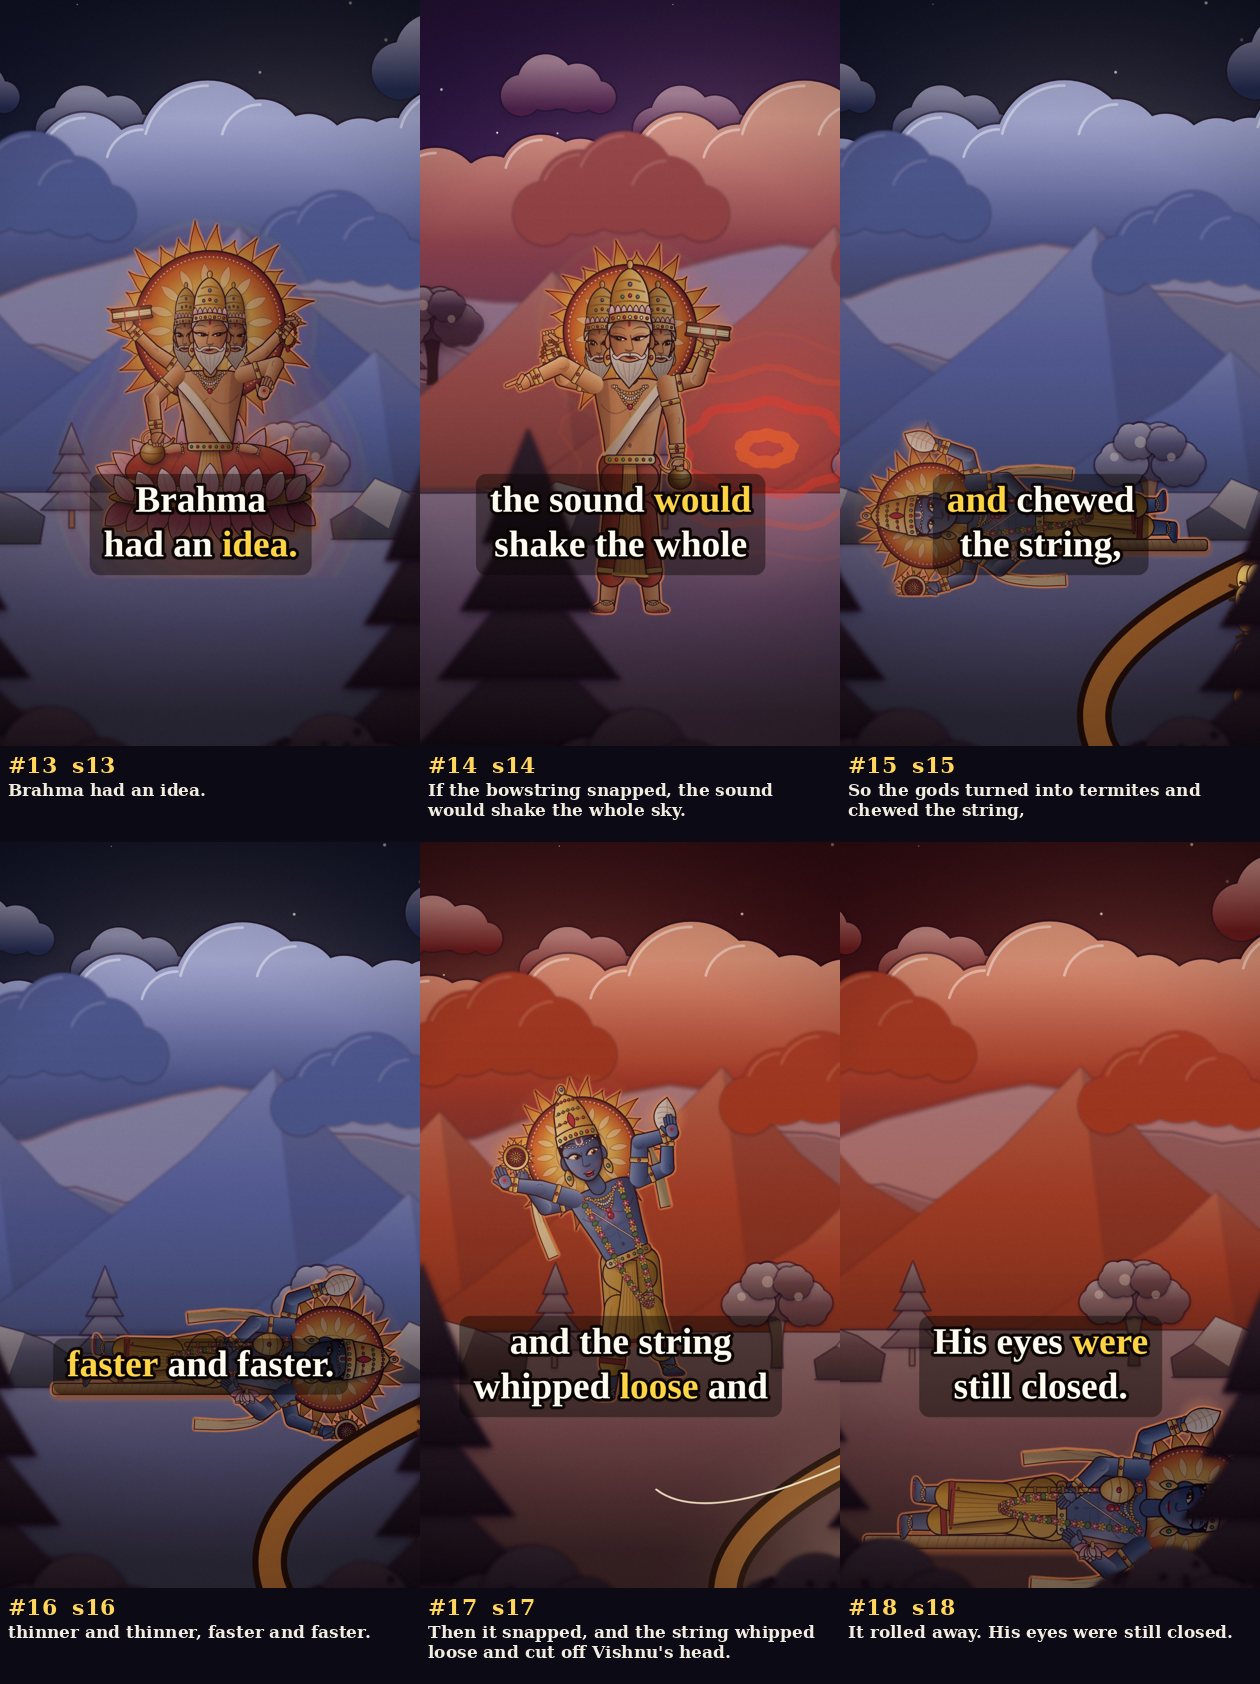 Brahma
had an idea.
the sound would
shake the whole
and chewed
the string,
#13 s13
Brahma had an idea.
#14 s14
If the bowstring snapped, the sound
would shake the whole sky.
#15 s15
So the gods turned into termites and
chewed the string,
faster and faster.
and the string
whipped loose and
His eyes were
still closed.
#16 s16
thinner and thinner, faster and faster.
#17 s17
Then it snapped, and the string whipped
loose and cut off Vishnu's head.
#18 s18
It rolled away. His eyes were still closed.